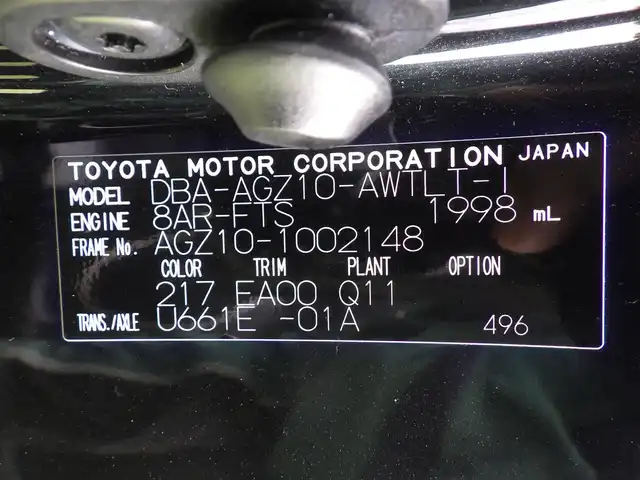 TOYOTA MOTOR CORPORATION JAPAN
MODEL DBA-AGZ10-AWTLT-I
ENGINE 8AR-FTS 1998 mL
FRAME No. AGZ10-1002148
COLOR TRIM PLANT OPTION
217 EA00 Q11
TRANS./AXLE U661E -01A 496